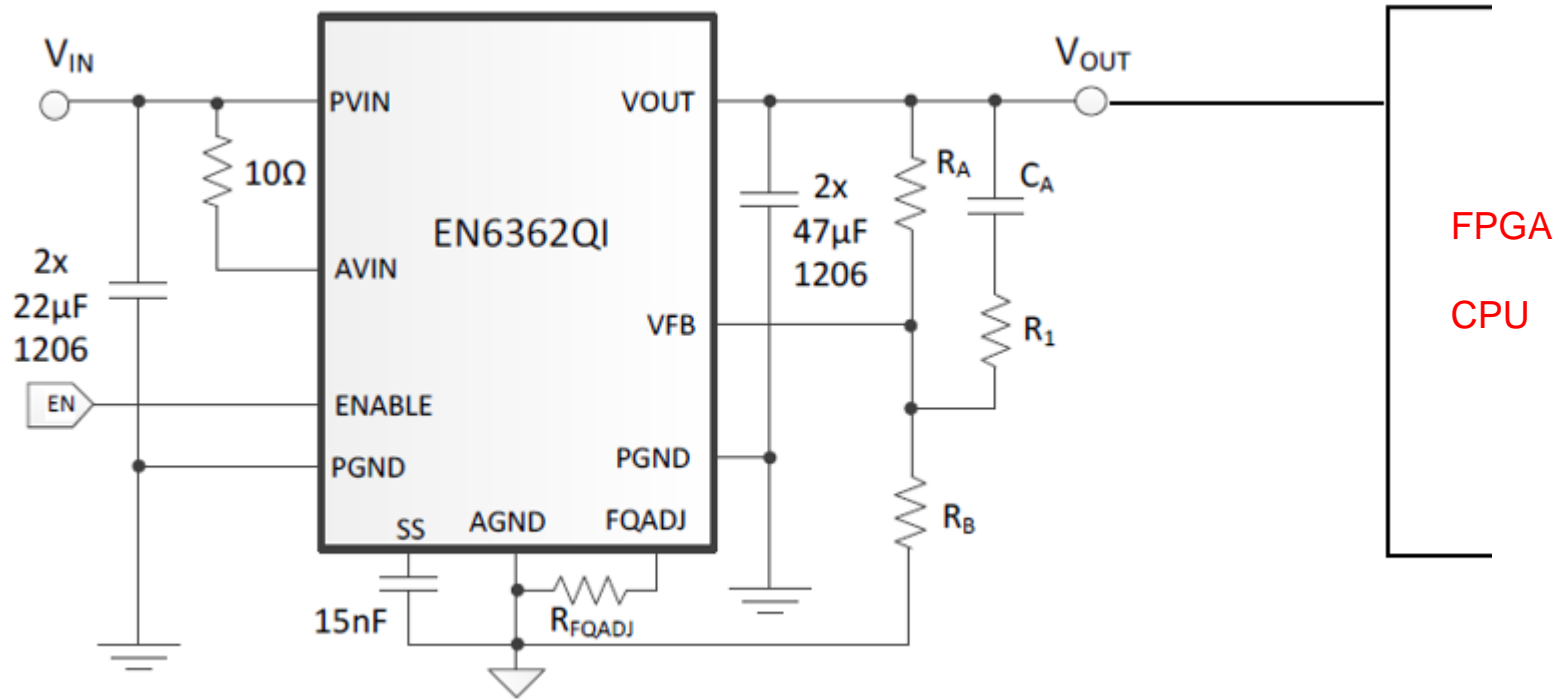 VIN
PVIN
VOUT
VOUT
10Ω
RA
CA
2x
47µF
1206
EN6362QI
FPGA
2x
22µF
1206
AVIN
VFB
R1
CPU
EN
ENABLE
PGND
PGND
RB
SS
AGND
FQADJ
15nF
RFQADJ